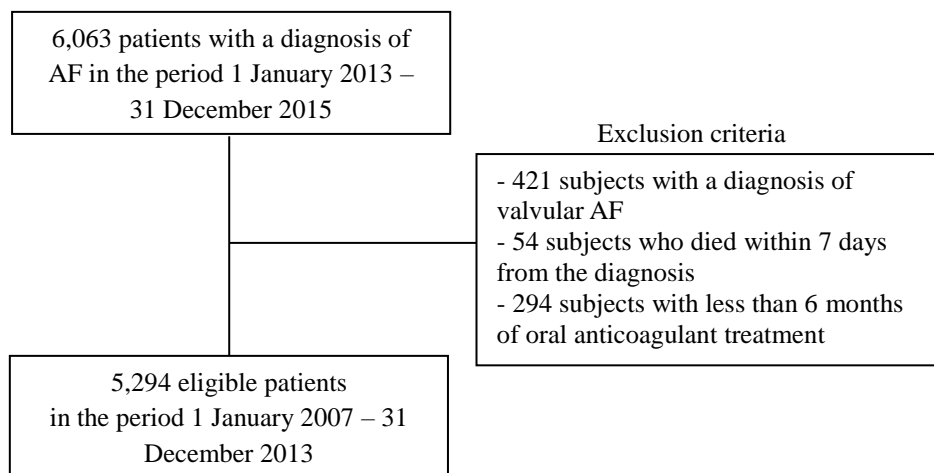 6,063 patients with a diagnosis of
AF in the period 1 January 2013 –
31 December 2015
Exclusion criteria
- 421 subjects with a diagnosis of
valvular AF
- 54 subjects who died within 7 days
from the diagnosis
- 294 subjects with less than 6 months
of oral anticoagulant treatment
5,294 eligible patients
in the period 1 January 2007 – 31
December 2013